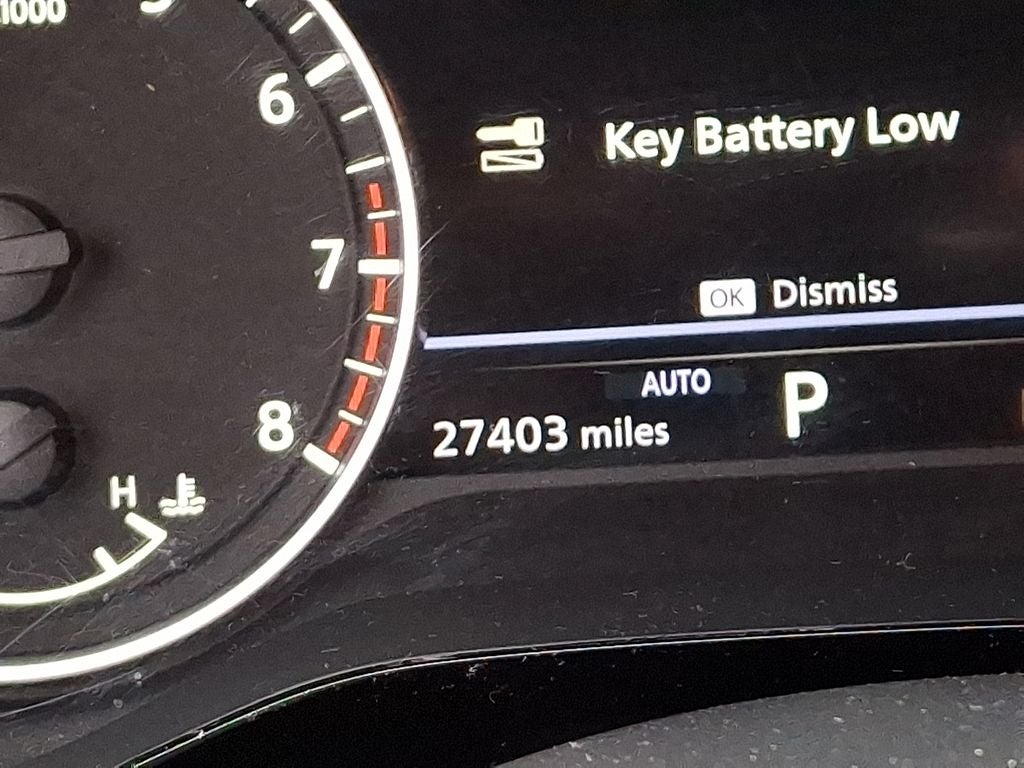 1000
6
7
8
H
Key Battery Low
OK Dismiss
AUTO P
27403 miles